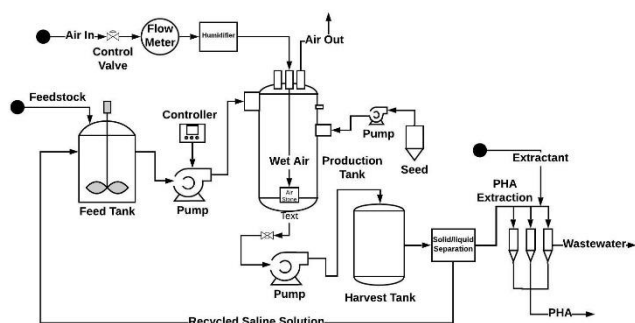 Air In
Control
Valve
Flow
Meter
Humidifier
Air Out
Feedstock
Controller
Feed Tank
Pump
Wet Air
Air
Stone
Text
Production
Tank
Pump
Seed
Extractant
PHA
Extraction
Pump
Harvest Tank
Solid/liquid
Separation
Wastewater
PHA
Recycled Saline Solution